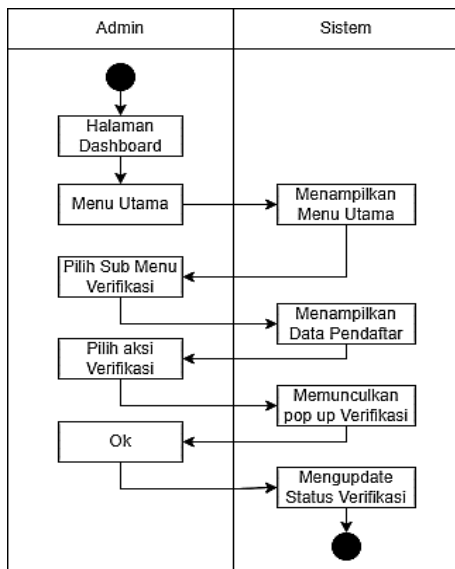 Admin
Sistem
Halaman
Dashboard
Menu Utama
Menampilkan
Menu Utama
Pilih Sub Menu
Verifikasi
Menampilkan
Data Pendaftar
Pilih aksi
Verifikasi
Memunculkan
pop up Verifikasi
Ok
Mengupdate
Status Verifikasi